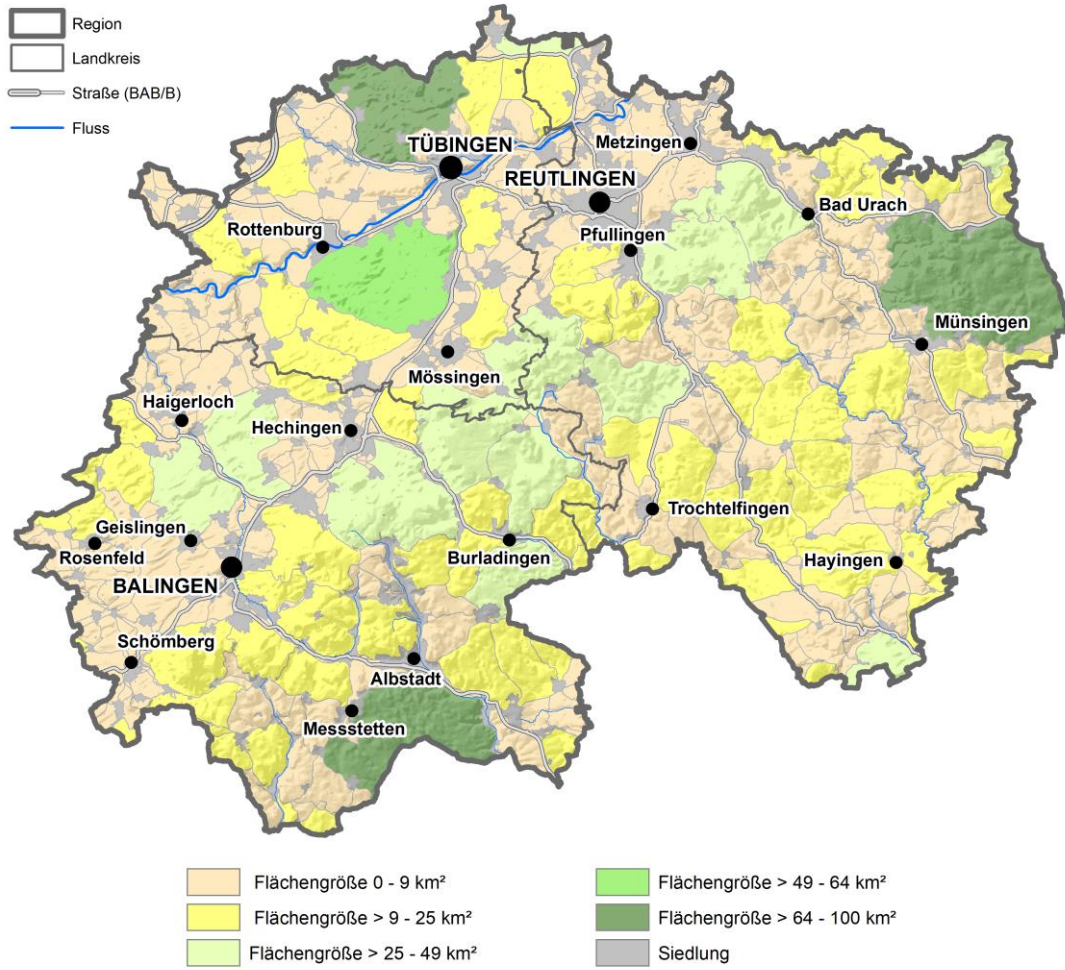 Region
Landkreis
Straße (BAB/B)
Fluss
TÜBINGEN
Metzingen
REUTLINGEN
Bad Urach
Rottenburg
Pfullingen
Münsingen
Mössingen
Haigerloch
Hechingen
Trochtelfingen
Geislingen
Rosenfeld
Burladingen
Hayingen
BALINGEN
Schömberg
Albstadt
Messstetten
Flächengröße 0 - 9 km²
Flächengröße > 49 - 64 km²
Flächengröße > 9 - 25 km²
Flächengröße > 64 - 100 km²
Flächengröße > 25 - 49 km²
Siedlung